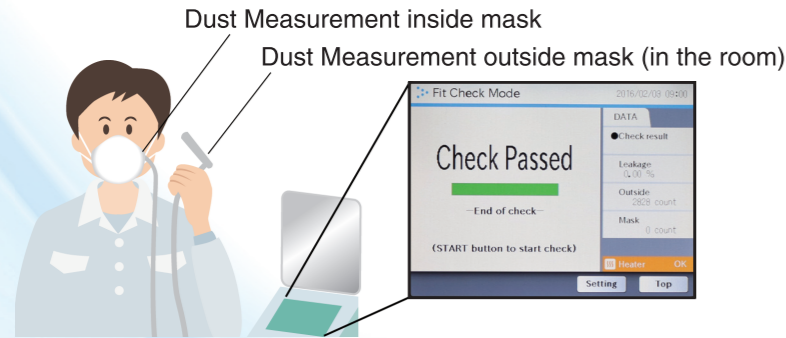 Dust Measurement inside mask
Dust Measurement outside mask (in the room)
Fit Check Mode
2016/02/09 09:00
DATA
●Check result
Check Passed
Leakage
0.00 %
Outside
2828 count
—End of check—
Mask
0 count
(START button to start check)
Heater OK
Setting
Top